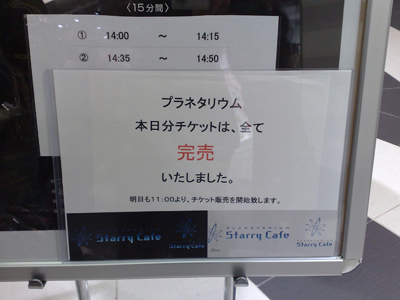 〈15分間〉
① 14:00 ～ 14:15
② 14:35 ～ 14:50
プラネタリウム
本日分チケットは、全て
完売
いたしました。
明日も11:00より、チケット販売を開始致します。
PLANETARIUM
Starry Cafe
Starry Cafe
PLANETARIUM
Starry Cafe
Starry Cafe